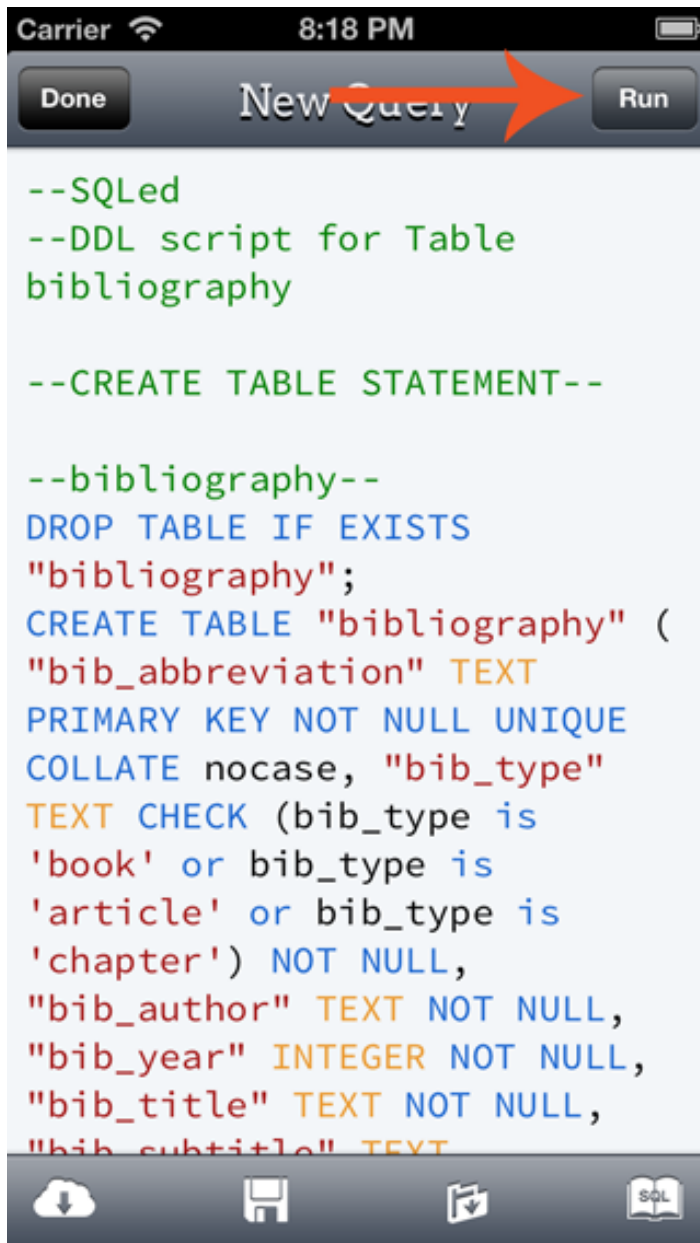 Carrier 8:18 PM
Done New Query Run
--SQLed
--DDL script for Table
bibliography
--CREATE TABLE STATEMENT--
--bibliography--
DROP TABLE IF EXISTS
"bibliography";
CREATE TABLE "bibliography" (
"bib_abbreviation" TEXT
PRIMARY KEY NOT NULL UNIQUE
COLLATE nocase, "bib_type"
TEXT CHECK (bib_type is
'book' or bib_type is
'article' or bib_type is
'chapter') NOT NULL,
"bib_author" TEXT NOT NULL,
"bib_year" INTEGER NOT NULL,
"bib_title" TEXT NOT NULL,
"bib_subtitle" TEXT
SQL